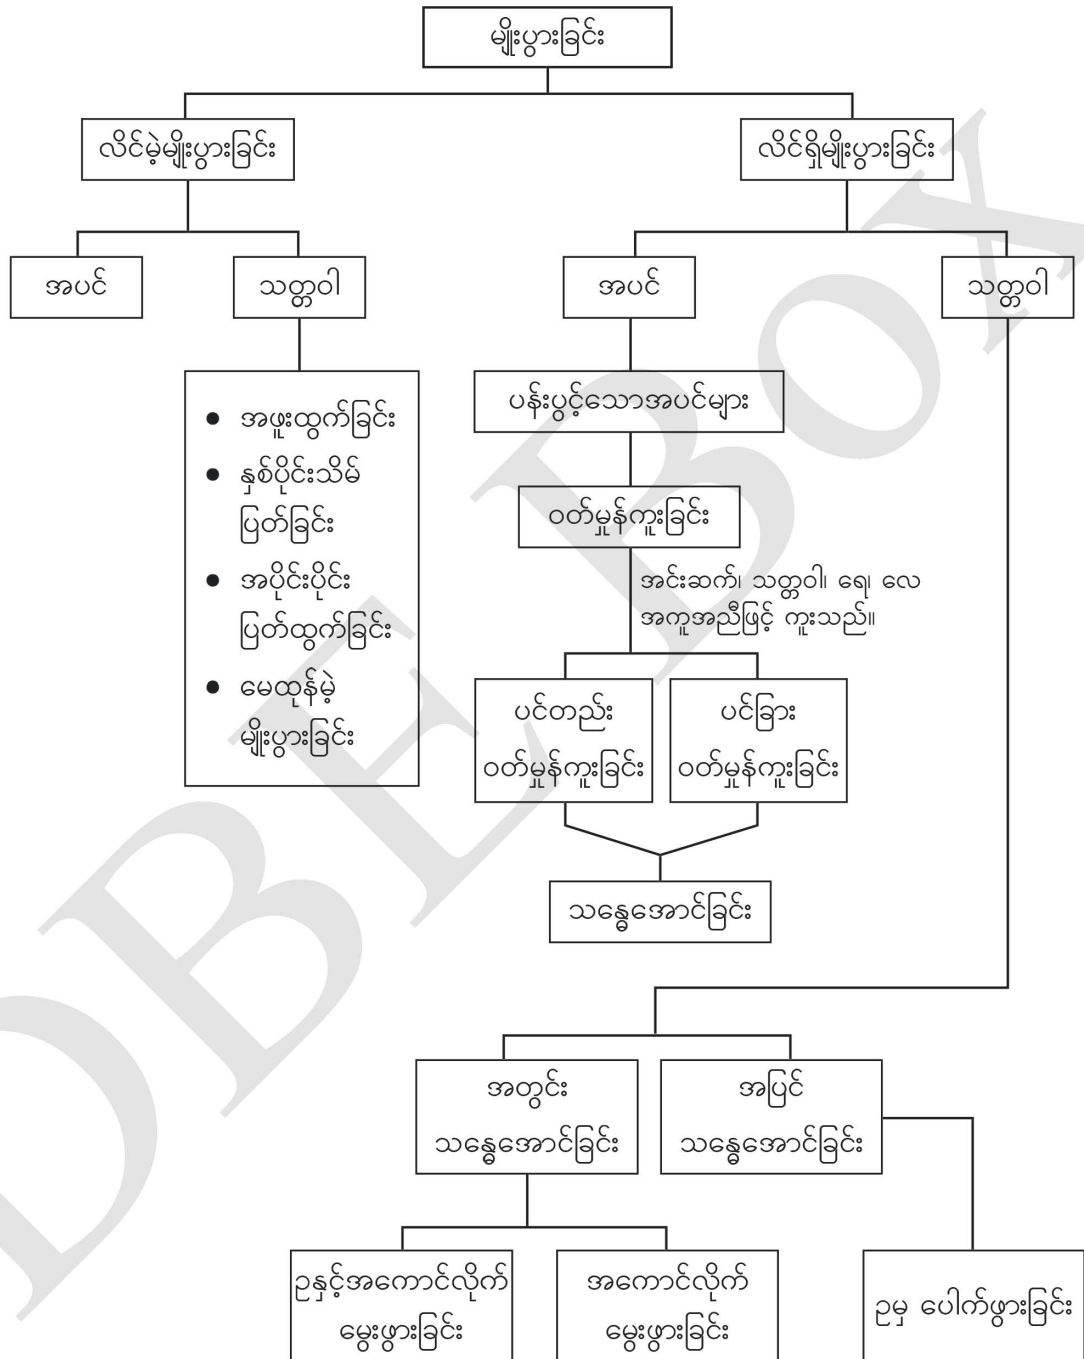 မျိုးပွားခြင်း
လိင်မဲ့မျိုးပွားခြင်း
လိင်ရှိမျိုးပွားခြင်း
အပင်
သတ္တဝါ
အပင်
သတ္တဝါ
ပန်းပွင့်သောအပင်များ
● အဖူးထွက်ခြင်း
● နှစ်ပိုင်းသိမ်
ပြတ်ခြင်း
● အပိုင်းပိုင်း
ပြတ်ထွက်ခြင်း
● မေထုန်မဲ့
မျိုးပွားခြင်း
ဝတ်မှုန်ကူးခြင်း
အင်းဆက်၊ သတ္တဝါ၊ ရေ၊ လေ
အကူအညီဖြင့် ကူးသည်။
ပင်တည်း
ဝတ်မှုန်ကူးခြင်း
ပင်ခြား
ဝတ်မှုန်ကူးခြင်း
သန္ဓေအောင်ခြင်း
အတွင်း
သန္ဓေအောင်ခြင်း
အပြင်
သန္ဓေအောင်ခြင်း
ဥနှင့်အကောင်လိုက်
မွေးဖွားခြင်း
အကောင်လိုက်
မွေးဖွားခြင်း
ဥမှ ပေါက်ဖွားခြင်း
DBE Box